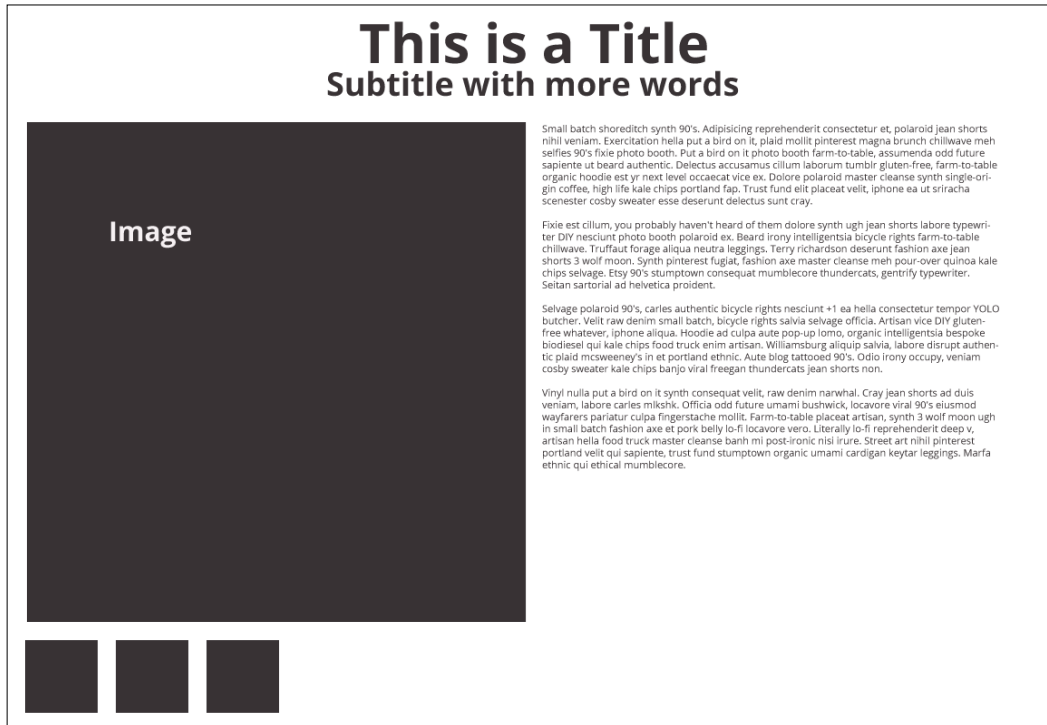 This is a Title
Subtitle with more words
Image
Small batch shoreditch synth 90's. Adipisicing reprehenderit consectetur et, polaroid jean shorts
nihil veniam. Exercitation hella put a bird on it, plaid mollit pinterest magna brunch chillwave meh
selfies 90's fixie photo booth. Put a bird on it photo booth farm-to-table, assumenda odd future
sapiente ut beard authentic. Delectus accusamus cillum laborum tumblr gluten-free, farm-to-table
organic hoodie est yr next level occaecat vice ex. Dolore polaroid master cleanse synth single-ori-
gin coffee, high life kale chips portland fap. Trust fund elit placeat velit, iphone ea ut sriracha
scenester cosby sweater esse deserunt delectus sunt cray.
Fixie est cillum, you probably haven't heard of them dolore synth ugh jean shorts labore typewri-
ter DIY nesciunt photo booth polaroid ex. Beard irony intelligentsia bicycle rights farm-to-table
chillwave. Truffaut forage aliqua neutra leggings. Terry richardson deserunt fashion axe jean
shorts 3 wolf moon. Synth pinterest fugiat, fashion axe master cleanse meh pour-over quinoa kale
chips selvage. Etsy 90's stumptown consequat mumblecore thundercats, gentrify typewriter.
Seitan sartorial ad helvetica proident.
Selvage polaroid 90's, carles authentic bicycle rights nesciunt +1 ea hella consectetur tempor YOLO
butcher. Velit raw denim small batch, bicycle rights salvia selvage officia. Artisan vice DIY gluten-
free whatever, iphone aliqua. Hoodie ad culpa aute pop-up lomo, organic intelligentsia bespoke
biodiesel qui kale chips food truck enim artisan. Williamsburg aliquip salvia, labore disrupt authen-
tic plaid mcsweeney's in et portland ethnic. Aute blog tattooed 90's. Odio irony occupy, veniam
cosby sweater kale chips banjo viral freegan thundercats jean shorts non.
Vinyl nulla put a bird on it synth consequat velit, raw denim narwhal. Cray jean shorts ad duis
veniam, labore carles mlkshk. Officia odd future umami bushwick, locavore viral 90's eiusmod
wayfarers pariatur culpa fingerstache mollit. Farm-to-table placeat artisan, synth 3 wolf moon ugh
in small batch fashion axe et pork belly lo-fi locavore vero. Literally lo-fi reprehenderit deep v,
artisan hella food truck master cleanse banh mi post-ironic nisi irure. Street art nihil pinterest
portland velit qui sapiente, trust fund stumptown organic umami cardigan keytar leggings. Marfa
ethnic qui ethical mumblecore.